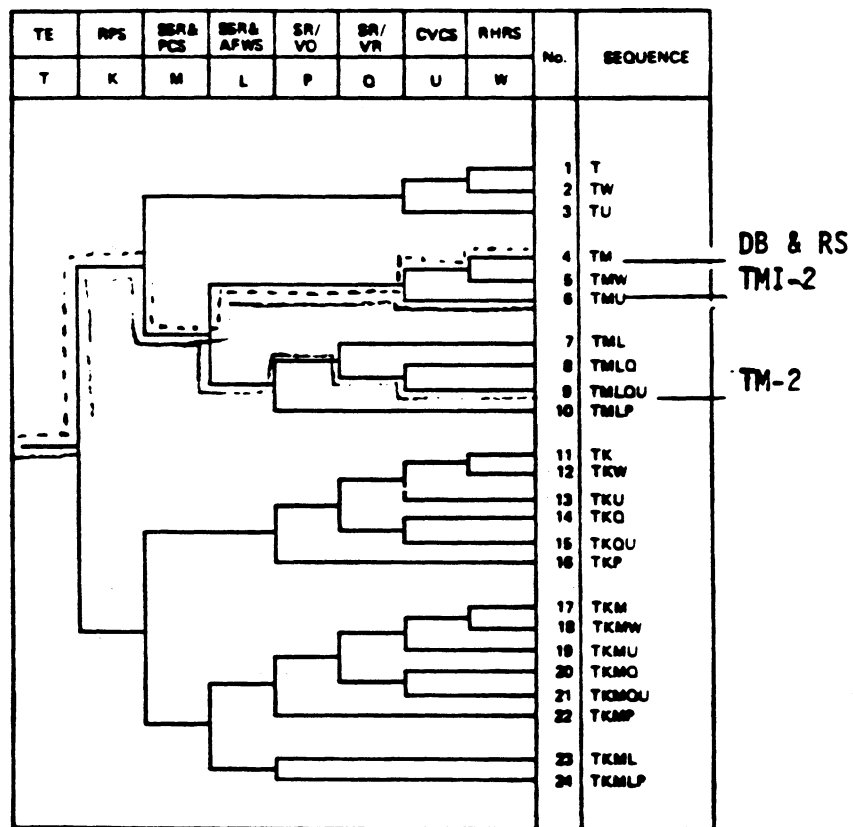 TE RPS SSR& PCS SSR& AFWS SR/ VO SR/ VR CVCS RHRS No. SEQUENCE
T K M L P Q U W
1 T
2 TW
3 TU
4 TM DB & RS
5 TMW TMI-2
6 TMU
7 TML
8 TMLQ
9 TMLQU TM-2
10 TMLP
11 TK
12 TKW
13 TKU
14 TKQ
15 TKQU
16 TKP
17 TKM
18 TKMW
19 TKMU
20 TKMQ
21 TKMQU
22 TKMP
23 TKML
24 TKMLP